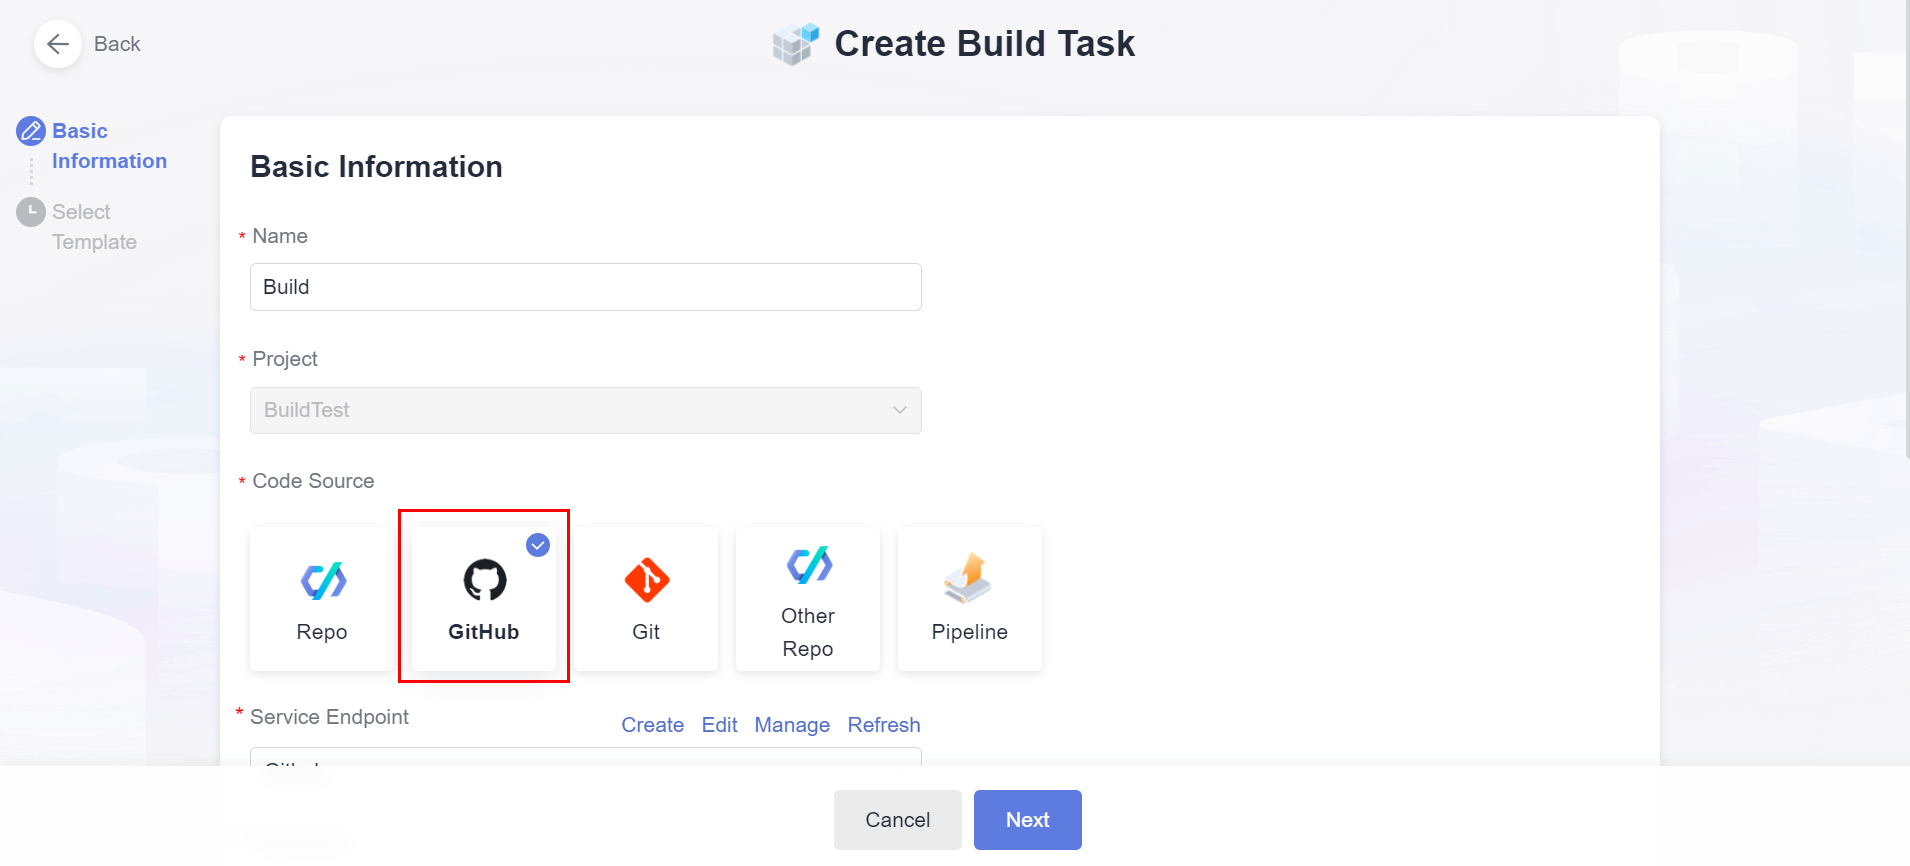 Back
Create Build Task
Basic
Information
Select
Template
Basic Information
* Name
Build
* Project
BuildTest
* Code Source
Repo
GitHub
Git
Other
Repo
Pipeline
* Service Endpoint
Create Edit Manage Refresh
Cancel
Next